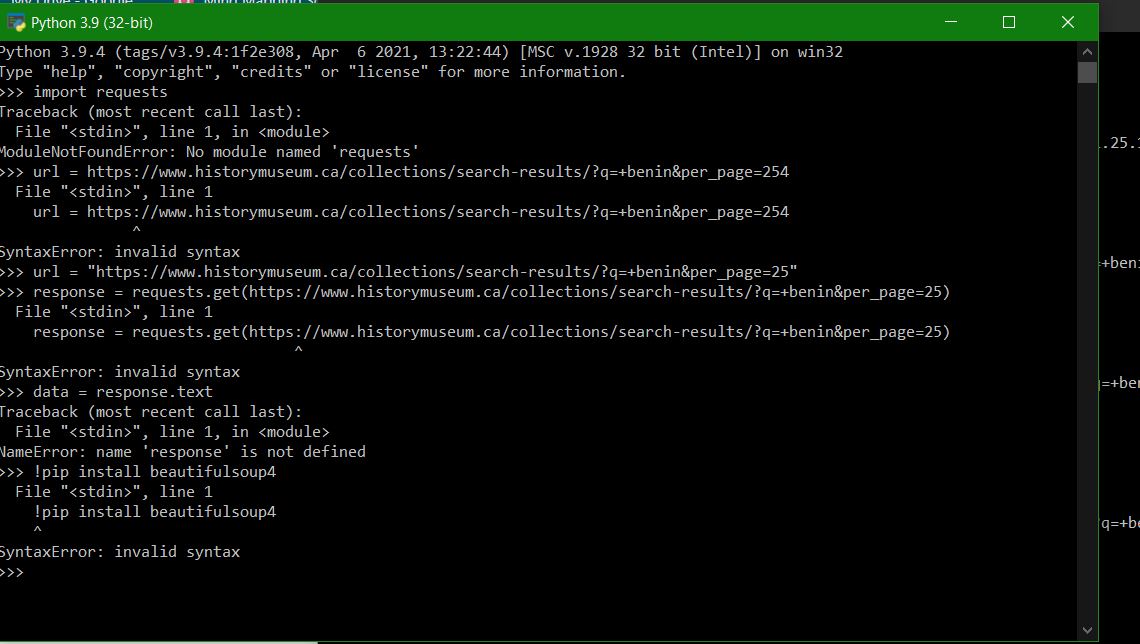 Python 3.9 (32-bit)
Python 3.9.4 (tags/v3.9.4:1f2e308, Apr  6 2021, 13:22:44) [MSC v.1928 32 bit (Intel)] on win32
Type "help", "copyright", "credits" or "license" for more information.
>>> import requests
Traceback (most recent call last):
  File "<stdin>", line 1, in <module>
ModuleNotFoundError: No module named 'requests'
>>> url = https://www.historymuseum.ca/collections/search-results/?q=+benin&per_page=254
  File "<stdin>", line 1
    url = https://www.historymuseum.ca/collections/search-results/?q=+benin&per_page=254
               ^
SyntaxError: invalid syntax
>>> url = "https://www.historymuseum.ca/collections/search-results/?q=+benin&per_page=25"
>>> response = requests.get(https://www.historymuseum.ca/collections/search-results/?q=+benin&per_page=25)
  File "<stdin>", line 1
    response = requests.get(https://www.historymuseum.ca/collections/search-results/?q=+benin&per_page=25)
                                 ^
SyntaxError: invalid syntax
>>> data = response.text
Traceback (most recent call last):
  File "<stdin>", line 1, in <module>
NameError: name 'response' is not defined
>>> !pip install beautifulsoup4
  File "<stdin>", line 1
    !pip install beautifulsoup4
    ^
SyntaxError: invalid syntax
>>>
.25.1
=+beni
=+ben
q=+be